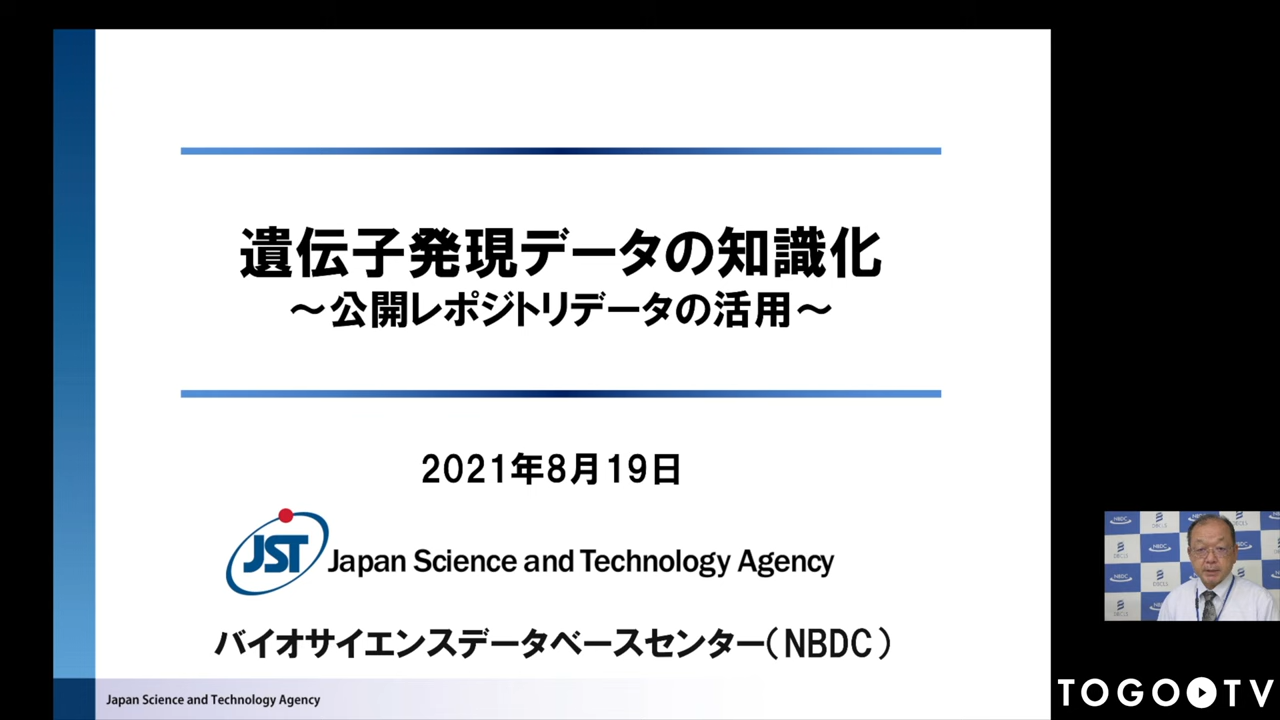 遺伝子発現データの知識化
～公開レポジトリデータの活用～
2021年8月19日
JST Japan Science and Technology Agency
バイオサイエンスデータベースセンター(NBDC)
Japan Science and Technology Agency
NBDC
DBCLS
TOGO TV